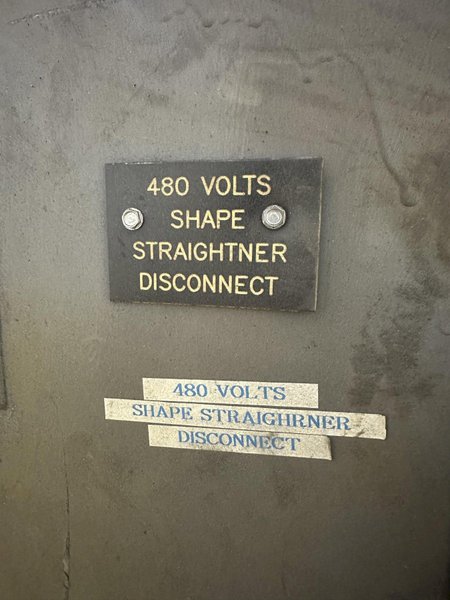 480 VOLTS
SHAPE
STRAIGHTNER
DISCONNECT
480 VOLTS
SHAPE STRAIGHRNER
DISCONNECT